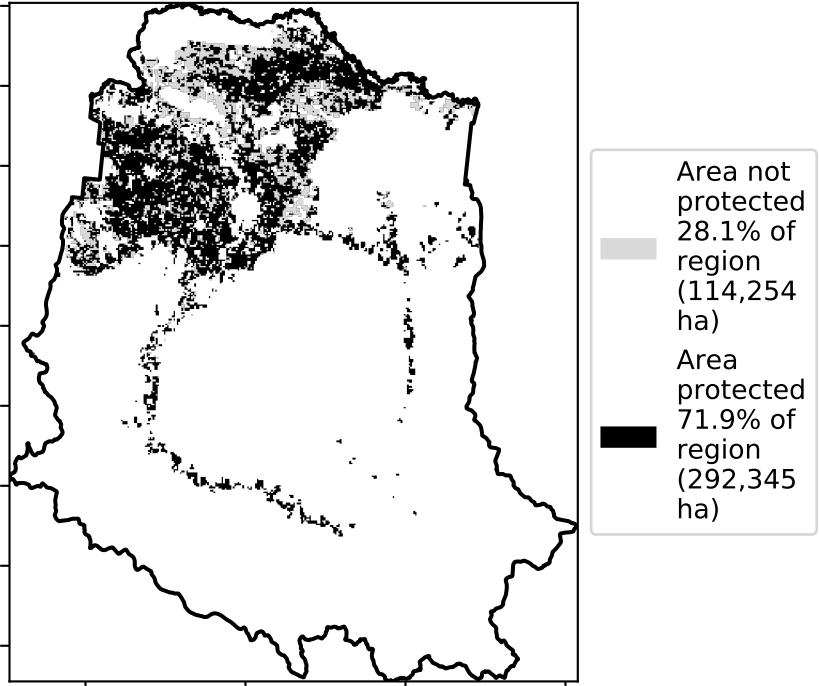 Area not
protected
28.1% of
region
(114,254
ha)
Area
protected
71.9% of
region
(292,345
ha)